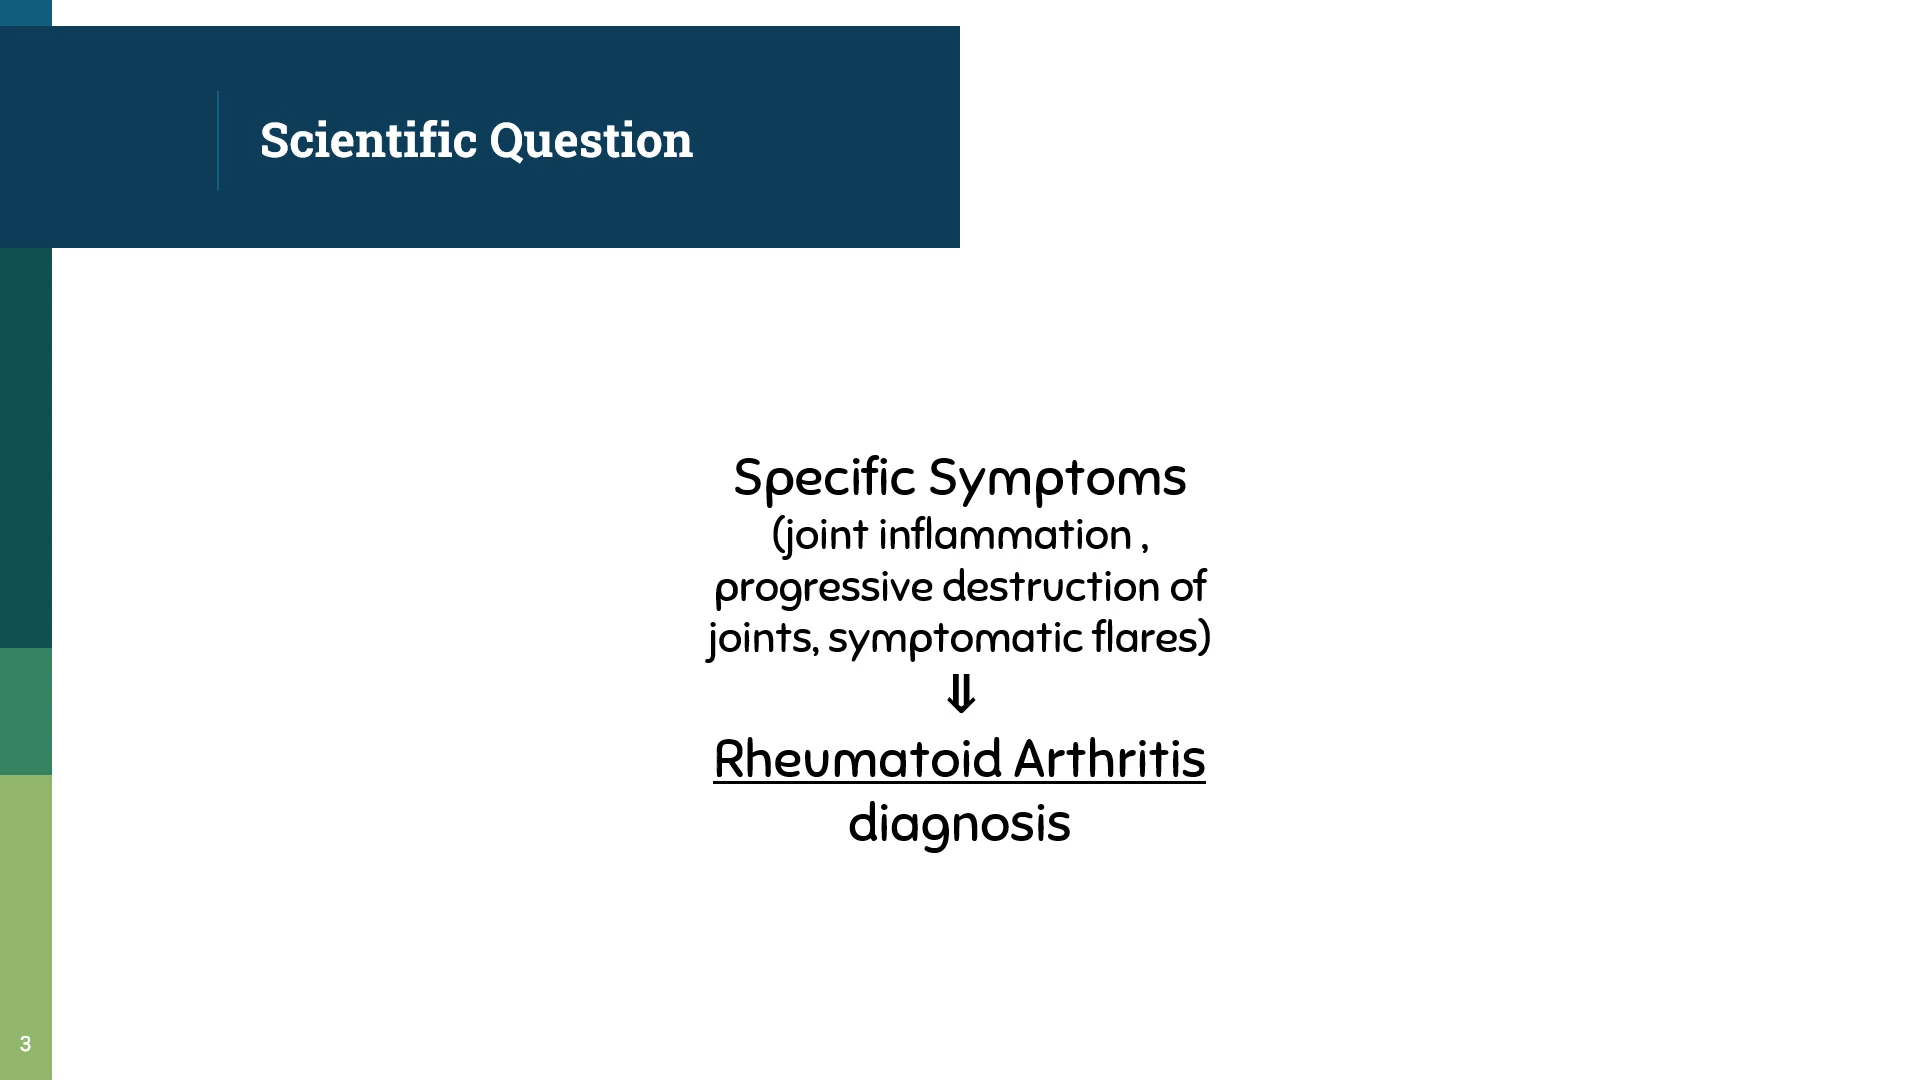 Scientific Question
Specific Symptoms
(joint inflammation ,
progressive destruction of
joints, symptomatic flares)
⇓
Rheumatoid Arthritis
diagnosis
3